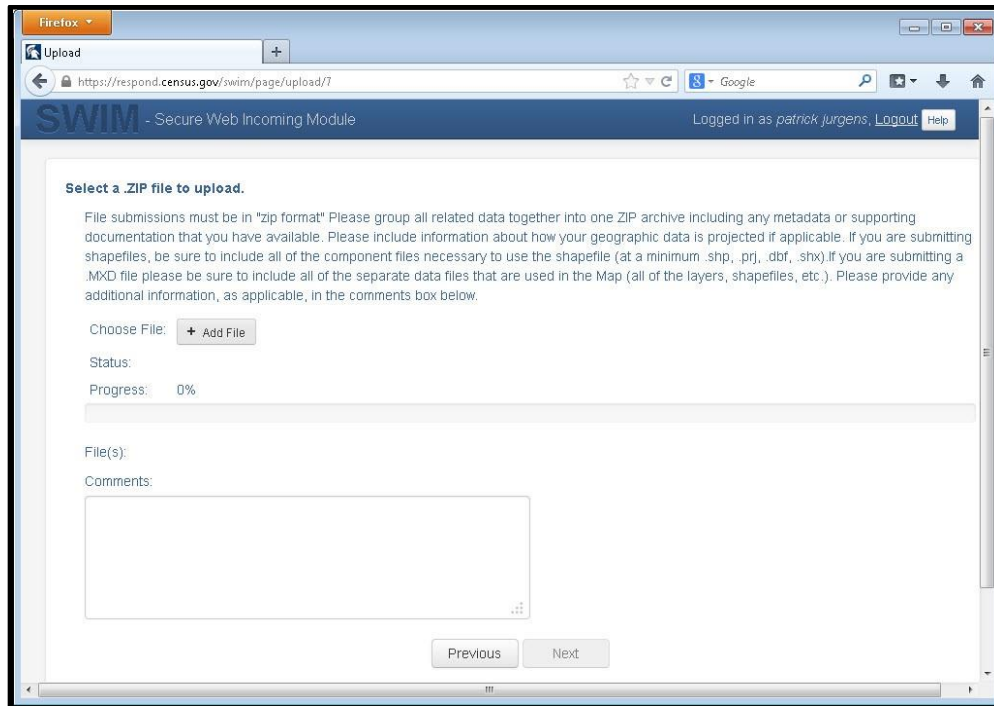 Firefox
Upload
https://respond.census.gov/swim/page/upload/7
Google
SWIM - Secure Web Incoming Module
Logged in as patrick jurgens, Logout Help
Select a .ZIP file to upload.
File submissions must be in "zip format" Please group all related data together into one ZIP archive including any metadata or supporting
documentation that you have available. Please include information about how your geographic data is projected if applicable. If you are submitting
shapefiles, be sure to include all of the component files necessary to use the shapefile (at a minimum .shp, .prj, .dbf, .shx).If you are submitting a
.MXD file please be sure to include all of the separate data files that are used in the Map (all of the layers, shapefiles, etc.). Please provide any
additional information, as applicable, in the comments box below.
Choose File: + Add File
Status:
Progress: 0%
File(s):
Comments:
Previous Next